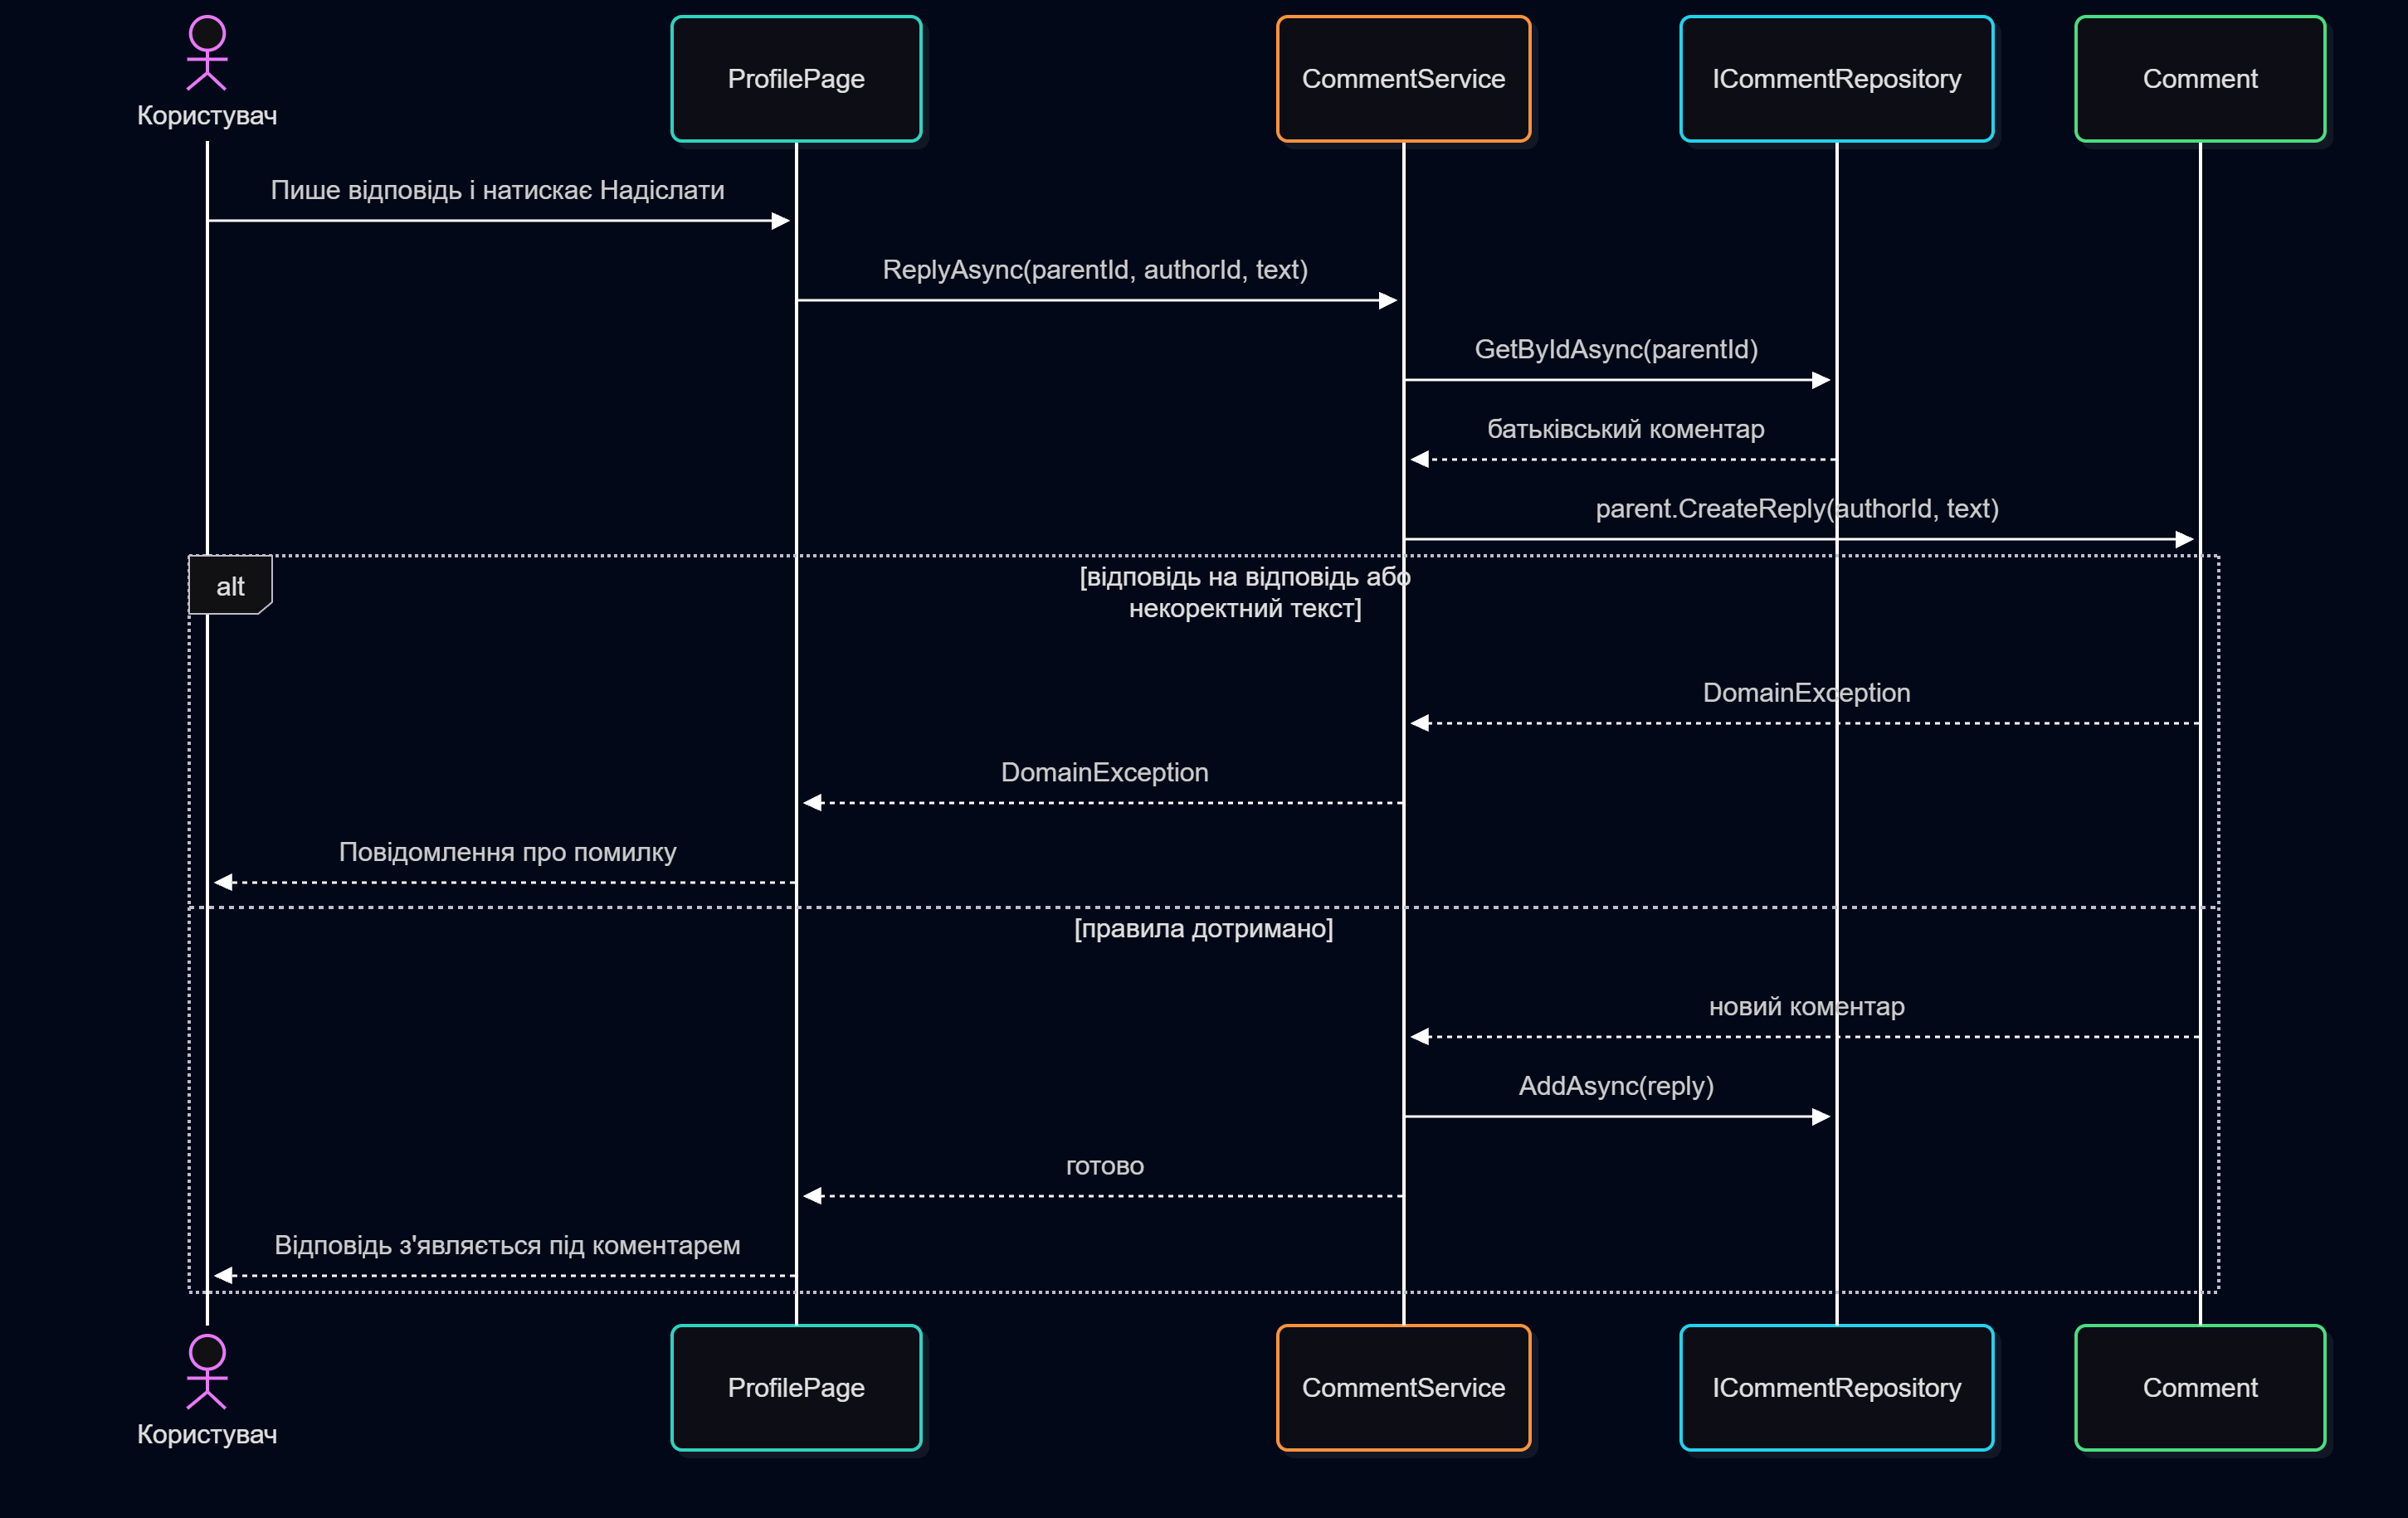 Користувач
ProfilePage
CommentService
ICommentRepository
Comment
Пише відповідь і натискає Надіслати
ReplyAsync(parentId, authorId, text)
GetByIdAsync(parentId)
батьківський коментар
parent.CreateReply(authorId, text)
alt
[відповідь на відповідь або
некоректний текст]
DomainException
DomainException
Повідомлення про помилку
[правила дотримано]
новий коментар
AddAsync(reply)
готово
Відповідь з'являється під коментарем
Користувач
ProfilePage
CommentService
ICommentRepository
Comment